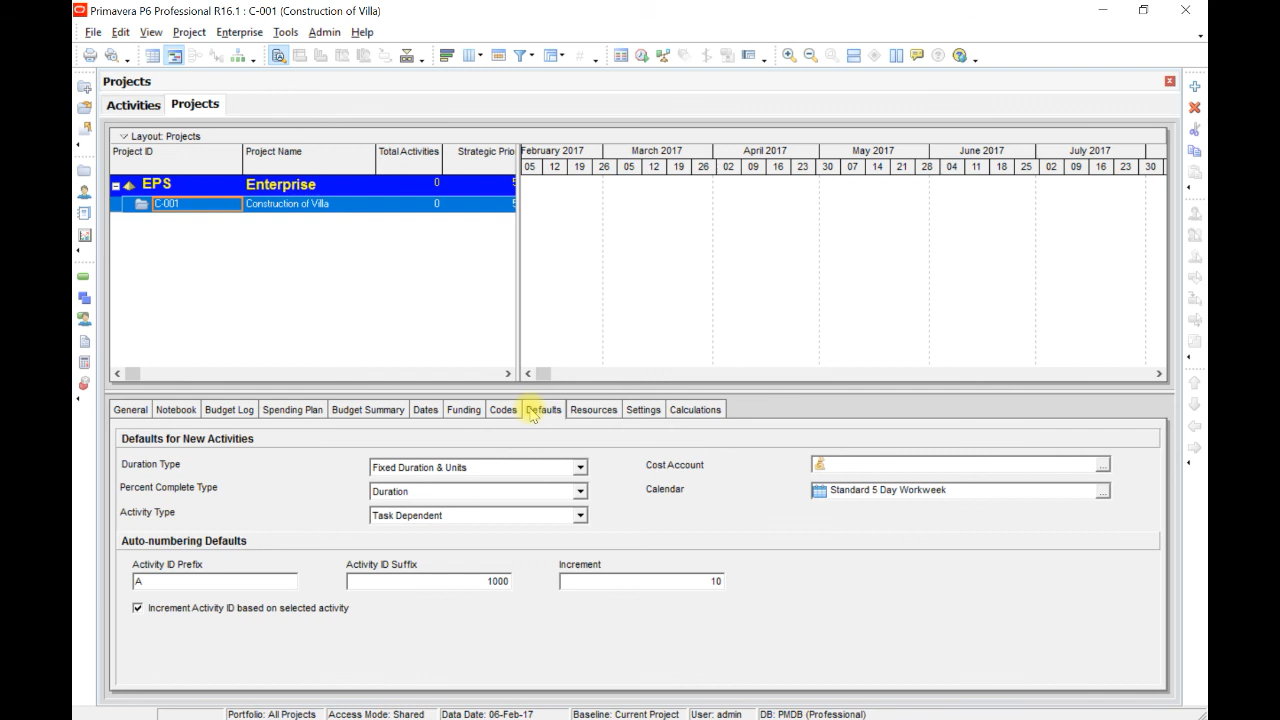 Primavera P6 Professional R16.1 : C-001 (Construction of Villa)
File Edit View Project Enterprise Tools Admin Help
Projects
Activities Projects
Layout: Projects
Project ID Project Name Total Activities Strategic Prio
February 2017 March 2017 April 2017 May 2017 June 2017 July 2017
05 12 19 26 05 12 19 26 02 09 16 23 30 07 14 21 28 04 11 18 25 02 09 16 23 30
EPS Enterprise 0 5
C-001 Construction of Villa 0 5
General Notebook Budget Log Spending Plan Budget Summary Dates Funding Codes Defaults Resources Settings Calculations
Defaults for New Activities
Duration Type Fixed Duration & Units Cost Account ...
Percent Complete Type Duration Calendar Standard 5 Day Workweek ...
Activity Type Task Dependent
Auto-numbering Defaults
Activity ID Prefix Activity ID Suffix Increment
A 1000 10
Increment Activity ID based on selected activity
Portfolio: All Projects Access Mode: Shared Data Date: 06-Feb-17 Baseline: Current Project User: admin DB: PMDB (Professional)